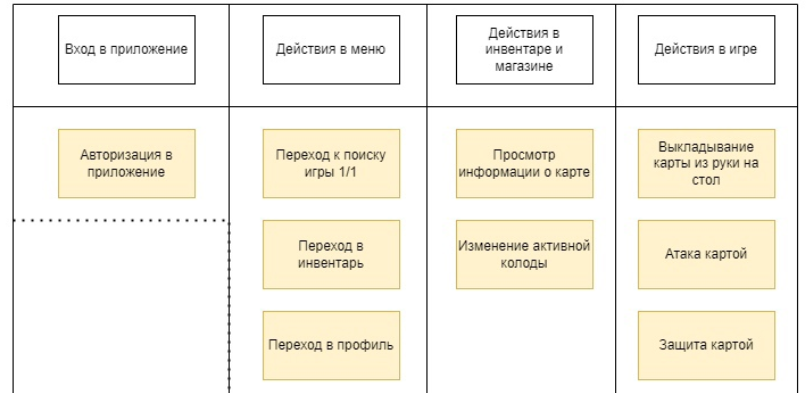 Вход в приложение
Действия в меню
Действия в
инвентаре и
магазине
Действия в игре
Авторизация в
приложение
Переход к поиску
игры 1/1
Просмотр
информации о карте
Выкладывание
карты из руки на
стол
Переход в
инвентарь
Изменение активной
колоды
Атака картой
Переход в профиль
Защита картой